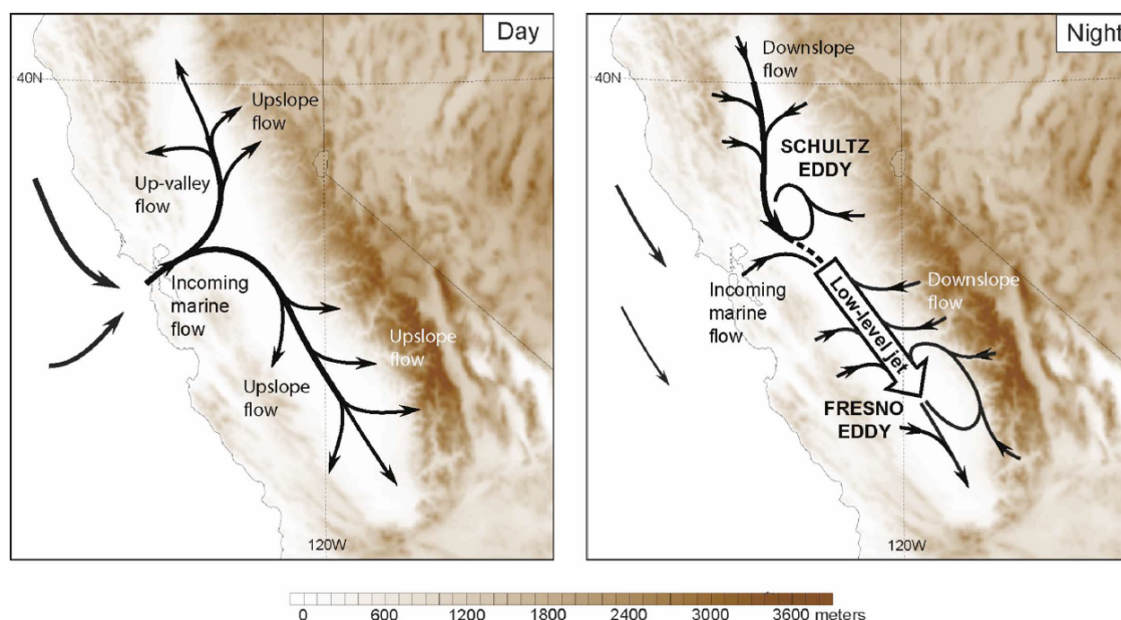 Day
40N
Upslope
flow
Up-valley
flow
Incoming
marine
flow
Upslope
flow
Upslope
flow
120W
Night
40N
Downslope
flow
SCHULTZ
EDDY
Incoming
marine
flow
Downslope
flow
Low-level jet
FRESNO
EDDY
120W
0 600 1200 1800 2400 3000 3600 meters